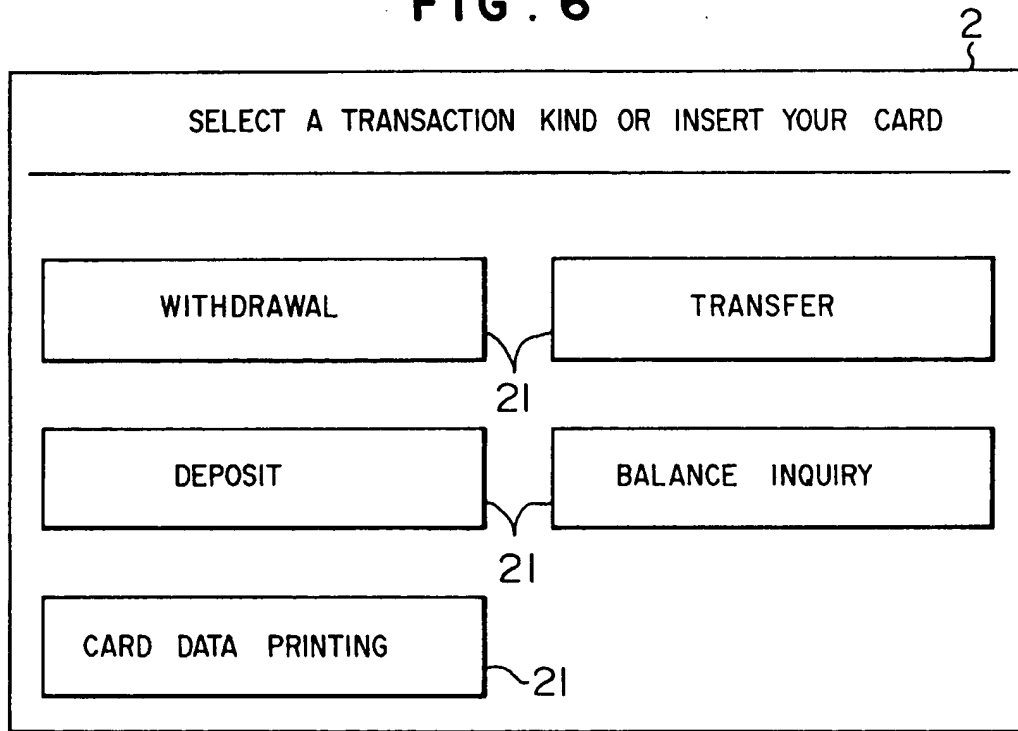 FIG. 6
2
SELECT A TRANSACTION KIND OR INSERT YOUR CARD
WITHDRAWAL
TRANSFER
21
DEPOSIT
BALANCE INQUIRY
21
CARD DATA PRINTING
21